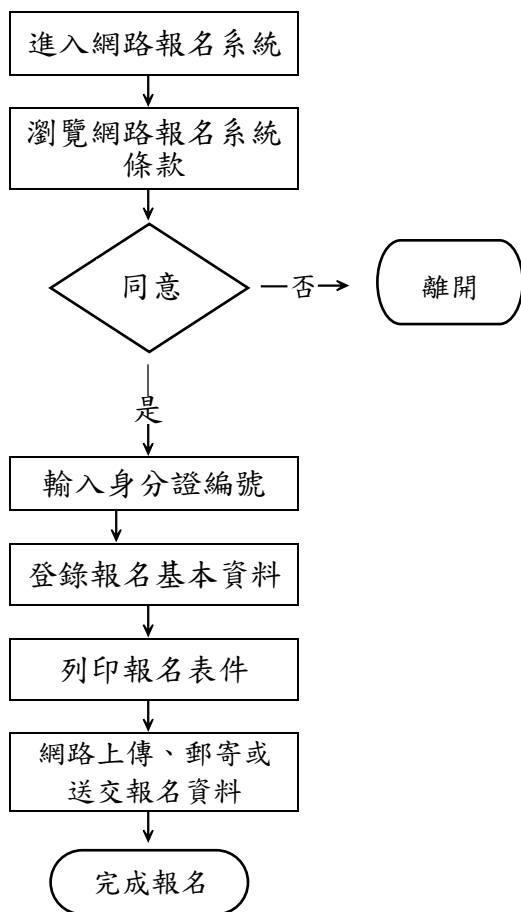 進入網路報名系統
瀏覽網路報名系統
條款
同意
否
離開
是
輸入身分證編號
登錄報名基本資料
列印報名表件
網路上傳、郵寄或
送交報名資料
完成報名